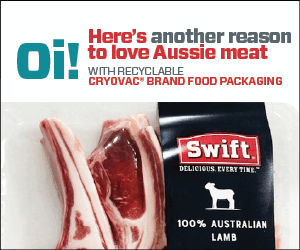 Oi!
Here's another reason
to love Aussie meat
WITH RECYCLABLE
CRYOVAC® BRAND FOOD PACKAGING
Swift
DELICIOUS. EVERY TIME.™
100% AUSTRALIAN
LAMB